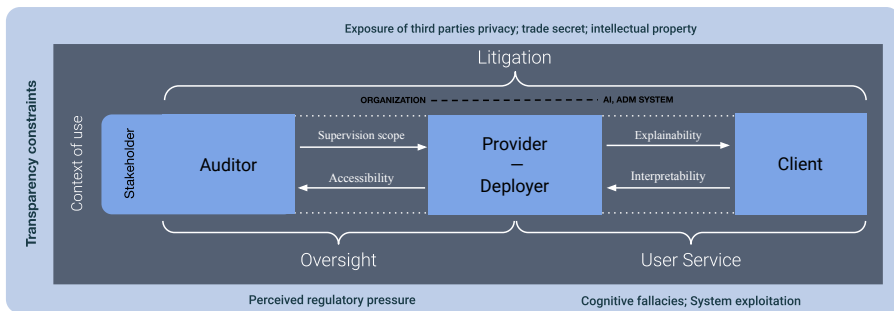 Exposure of third parties privacy; trade secret; intellectual property
Transparency constraints
Context of use
Litigation
ORGANIZATION
AI, ADM SYSTEM
Stakeholder
Auditor
Supervision scope
Accessibility
Provider
—
Deployer
Explainability
Interpretability
Client
Oversight
User Service
Perceived regulatory pressure
Cognitive fallacies; System exploitation